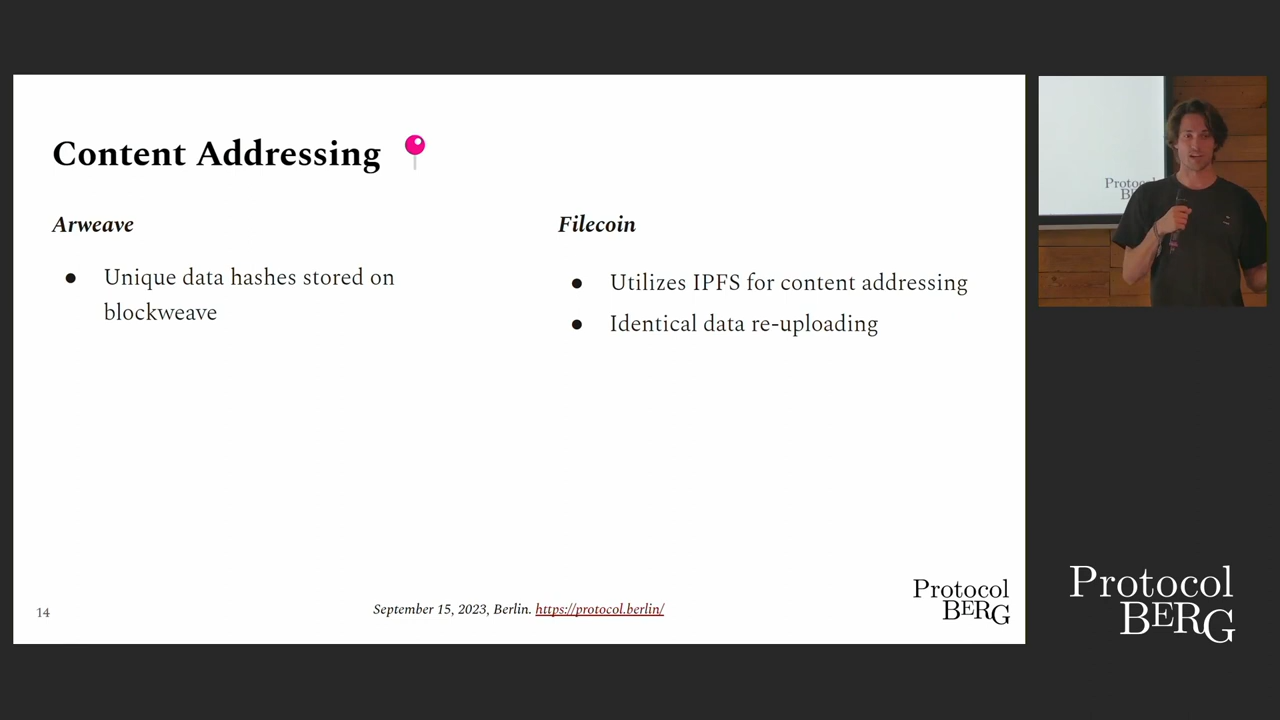 Content Addressing
Arweave
● Unique data hashes stored on
blockweave
Filecoin
● Utilizes IPFS for content addressing
● Identical data re-uploading
14
September 15, 2023, Berlin. https://protocol.berlin/
Protocol
BERG
Protocol
BERG